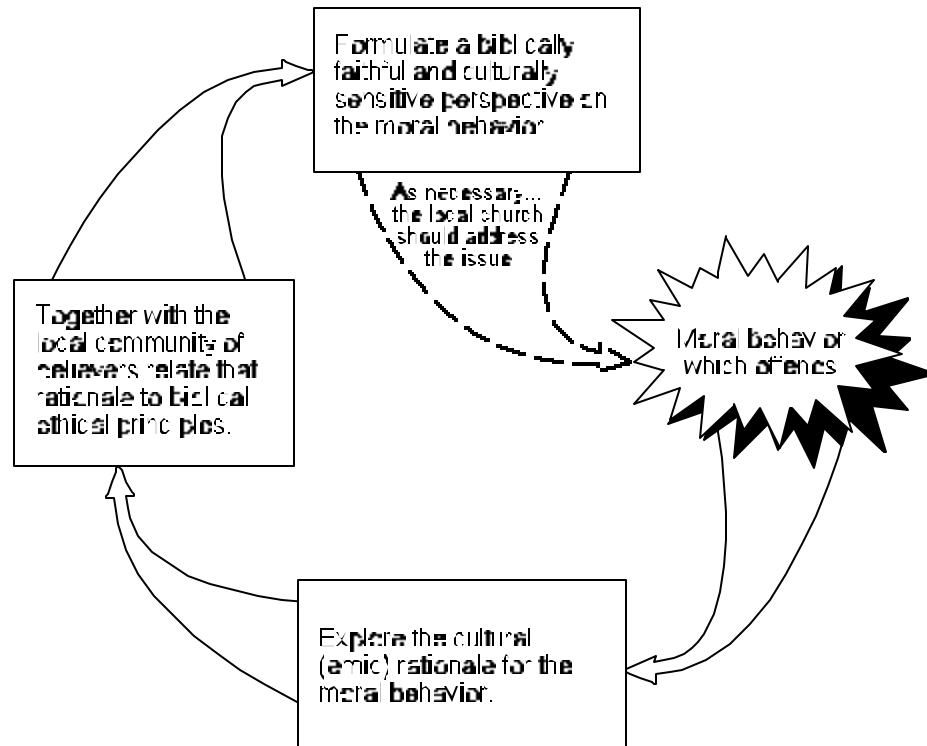 Formulate a biblically
faithful and culturally
sensitive perspective on
the moral behavior
As necessary...
the local church
should address
the issue
Moral behavior
which offends
Together with the
local community of
believers relate that
rationale to biblical
ethical principles.
Explore the cultural
(emic) rationale for the
moral behavior.